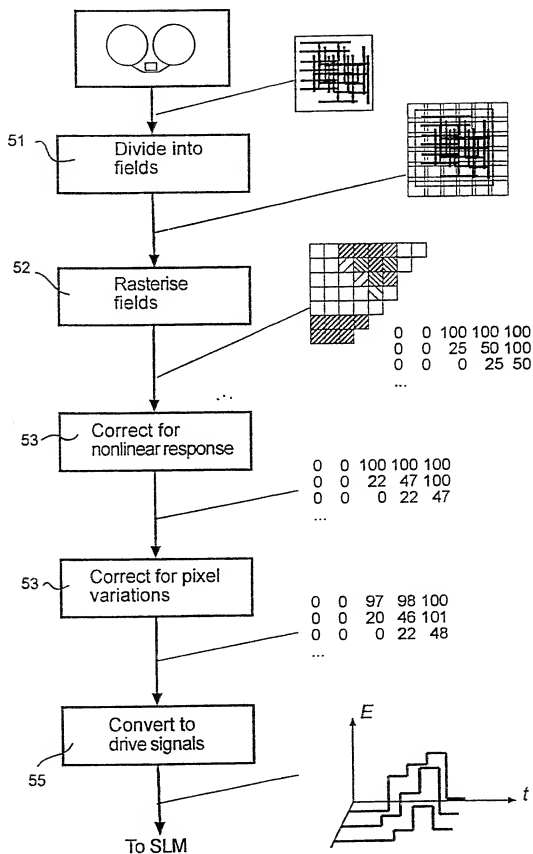 51
Divide into
fields
52
Rasterise
fields
0 0 100 100 100
0 0 25 50 100
0 0 0 25 50
...
...
53
Correct for
nonlinear response
0 0 100 100 100
0 0 22 47 100
0 0 0 22 47
...
53
Correct for pixel
variations
0 0 97 98 100
0 0 20 46 101
0 0 0 22 48
...
Convert to
drive signals
55
E
t
To SLM